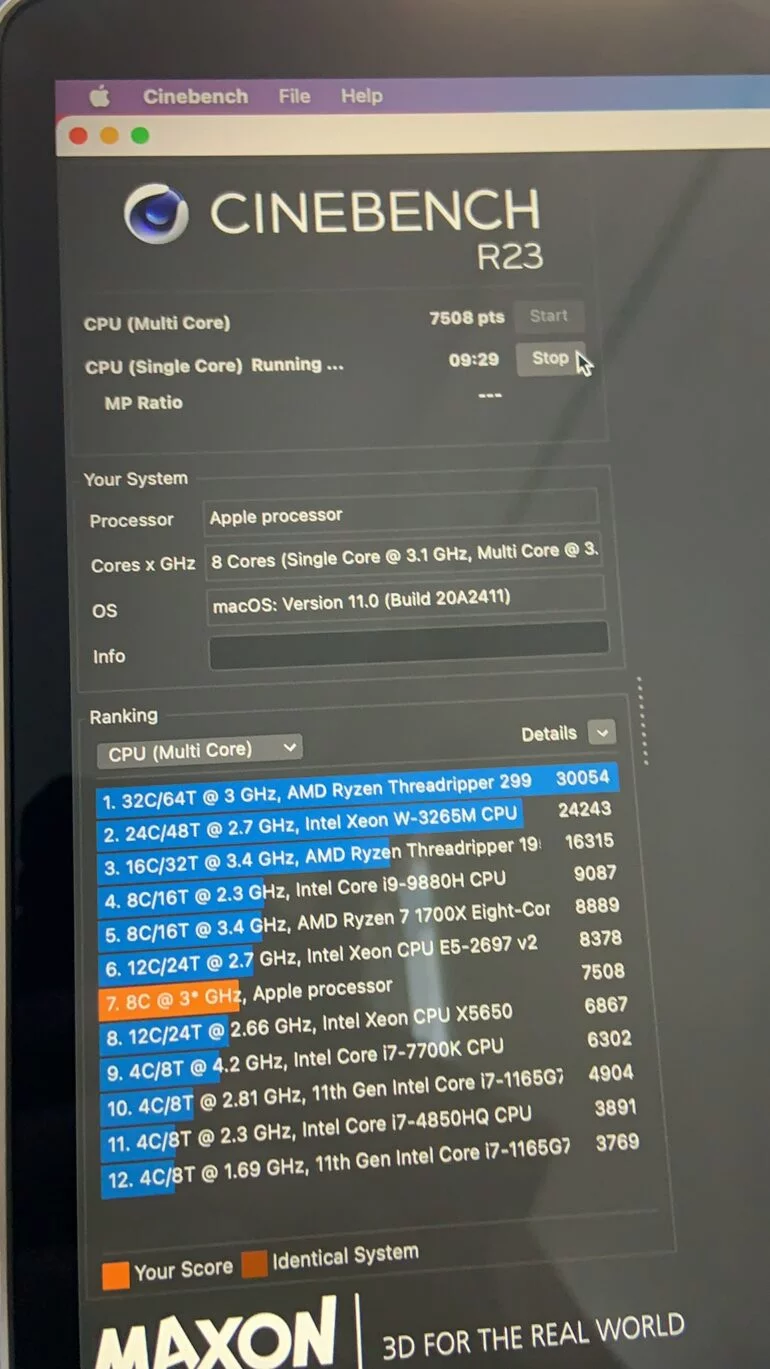 Cinebench File Help
CINEBENCH
R23
CPU (Multi Core) 7508 pts Start
CPU (Single Core) Running ... 09:29 Stop
MP Ratio ---
Your System
Processor Apple processor
Cores x GHz 8 Cores (Single Core @ 3.1 GHz, Multi Core @ 3.
OS macOS: Version 11.0 (Build 20A2411)
Info
Ranking
CPU (Multi Core) Details
1. 32C/64T @ 3 GHz, AMD Ryzen Threadripper 299 30054
2. 24C/48T @ 2.7 GHz, Intel Xeon W-3265M CPU 24243
3. 16C/32T @ 3.4 GHz, AMD Ryzen Threadripper 19 16315
4. 8C/16T @ 2.3 GHz, Intel Core i9-9880H CPU 9087
5. 8C/16T @ 3.4 GHz, AMD Ryzen 7 1700X Eight-Cor 8889
6. 12C/24T @ 2.7 GHz, Intel Xeon CPU E5-2697 v2 8378
7. 8C @ 3* GHz, Apple processor 7508
8. 12C/24T @ 2.66 GHz, Intel Xeon CPU X5650 6867
9. 4C/8T @ 4.2 GHz, Intel Core i7-7700K CPU 6302
10. 4C/8T @ 2.81 GHz, 11th Gen Intel Core i7-1165G7 4904
11. 4C/8T @ 2.3 GHz, Intel Core i7-4850HQ CPU 3891
12. 4C/8T @ 1.69 GHz, 11th Gen Intel Core i7-1165G7 3769
Your Score Identical System
MAXON 3D FOR THE REAL WORLD